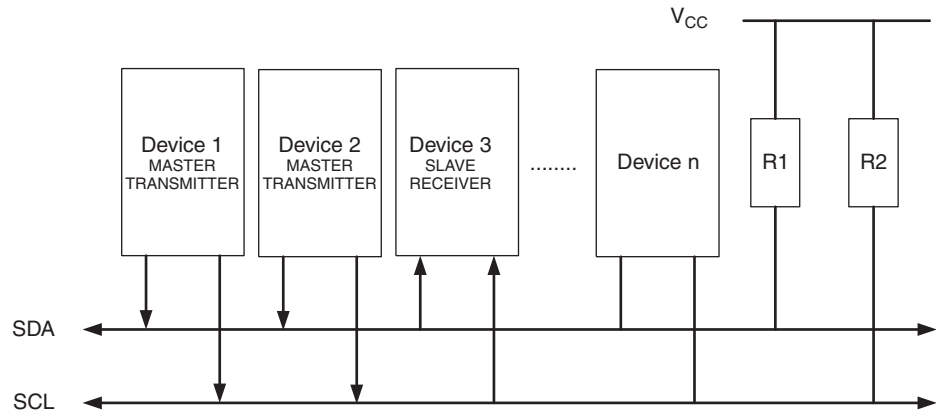 VCC
Device 1
MASTER
TRANSMITTER
Device 2
MASTER
TRANSMITTER
Device 3
SLAVE
RECEIVER
........
Device n
R1
R2
SDA
SCL